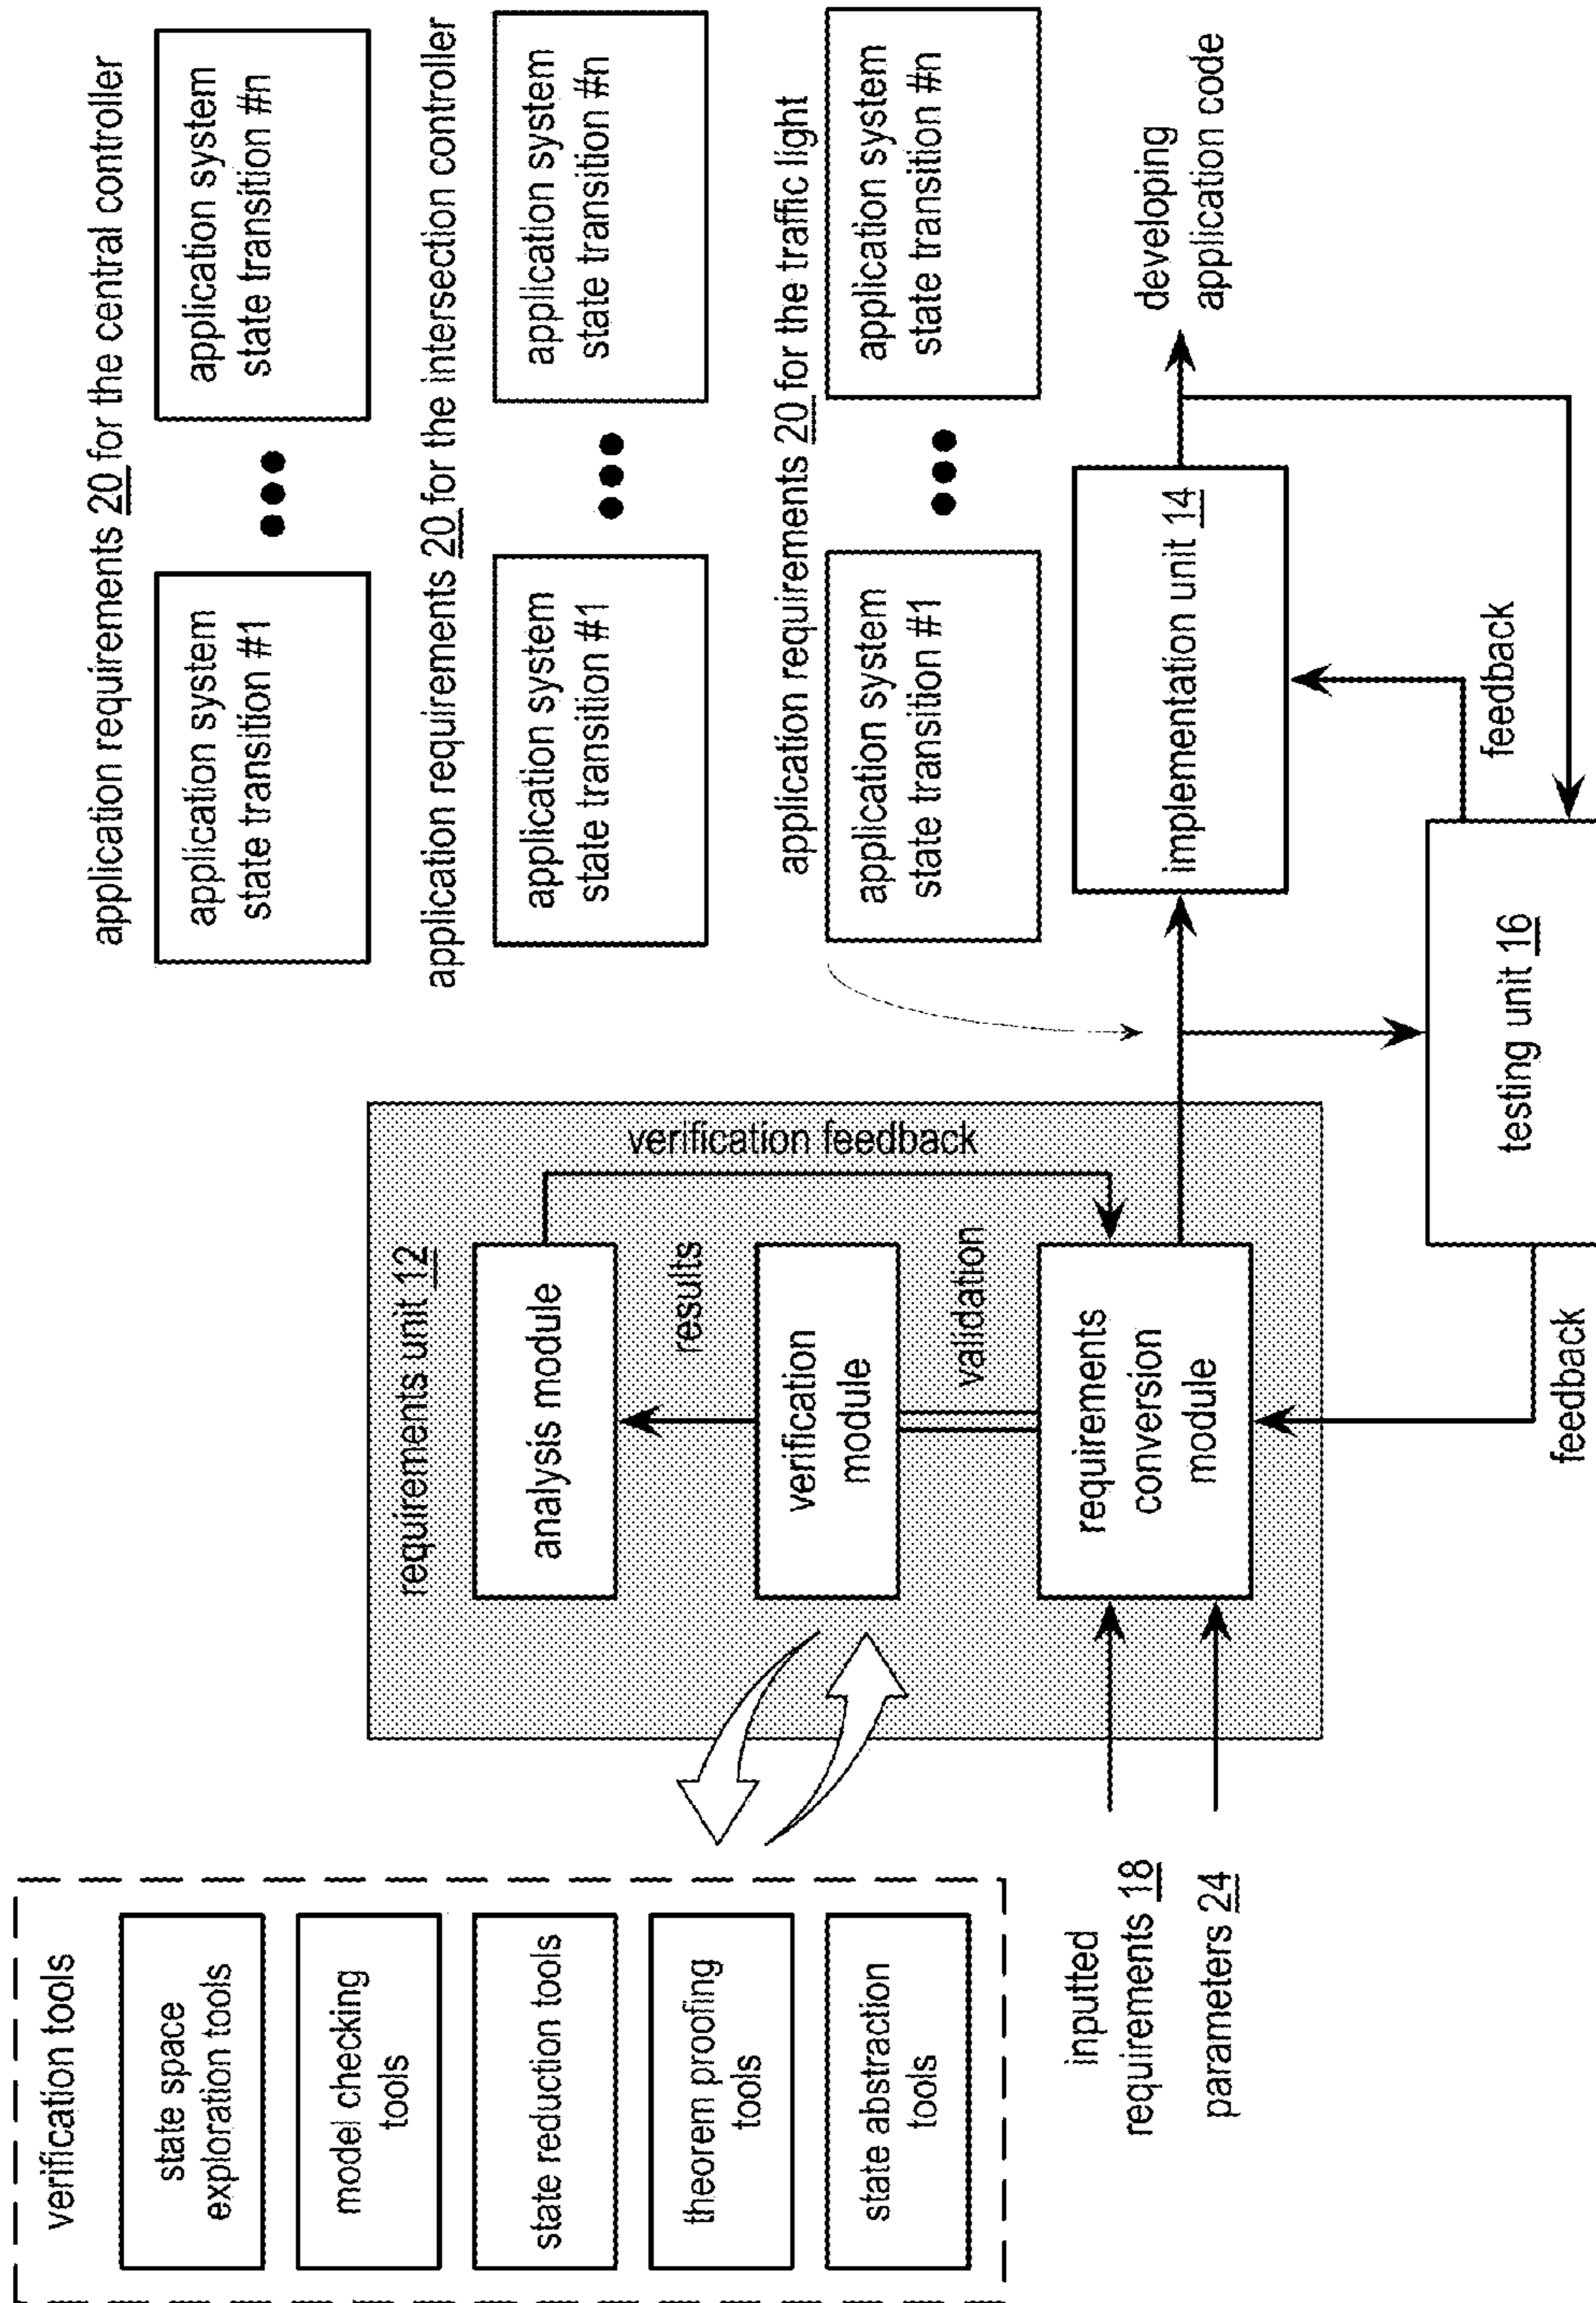 verification tools
state space
exploration tools
model checking
tools
state reduction tools
theorem proofing
tools
state abstraction
tools
inputted
requirements 18
parameters 24
requirements unit 12
analysis module
results
verification
module
validation
requirements
conversion
module
verification feedback
application requirements 20 for the central controller
application system
state transition #1
application system
state transition #n
application requirements 20 for the intersection controller
application system
state transition #1
application system
state transition #n
application requirements 20 for the traffic light
application system
state transition #1
application system
state transition #n
implementation unit 14
developing
application code
feedback
testing unit 16
feedback